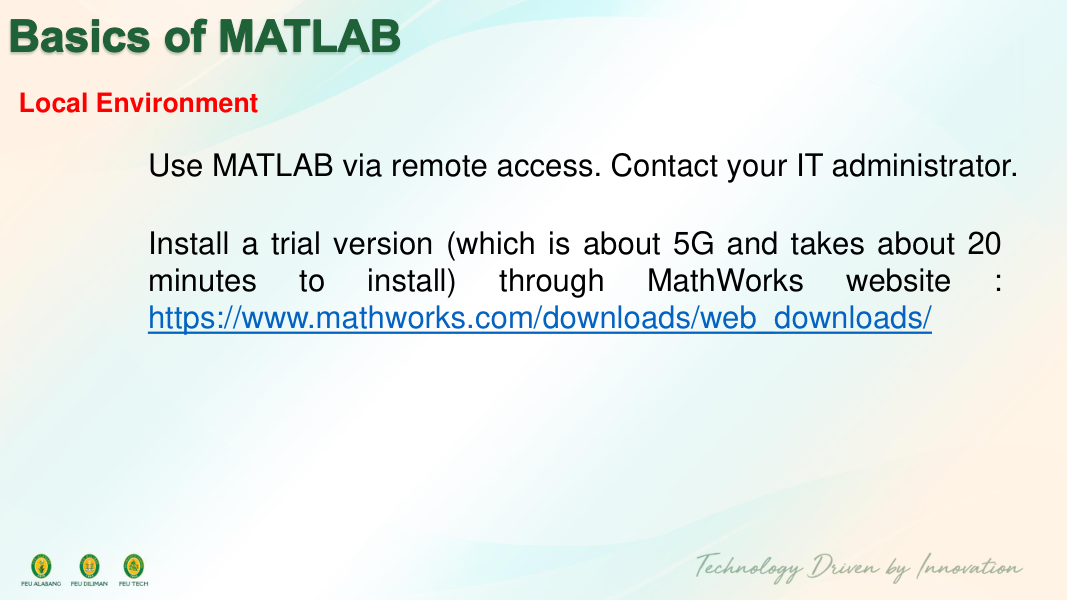 Basics of MATLAB
Local Environment
Use MATLAB via remote access. Contact your IT administrator.
Install a trial version (which is about 5G and takes about 20
minutes to install) through MathWorks website :
https://www.mathworks.com/downloads/web_downloads/
FEU ALABANG FEU DILIMAN FEU TECH
Technology Driven by Innovation